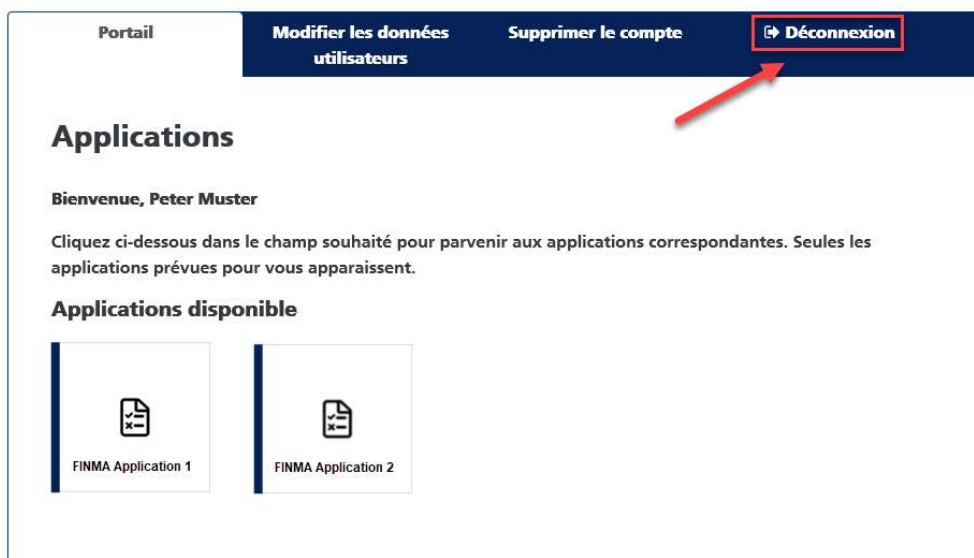 Portail
Modifier les données
utilisateurs
Supprimer le compte
Déconnexion
Applications
Bienvenue, Peter Muster
Cliquez ci-dessous dans le champ souhaité pour parvenir aux applications correspondantes. Seules les
applications prévues pour vous apparaissent.
Applications disponible
FINMA Application 1
FINMA Application 2